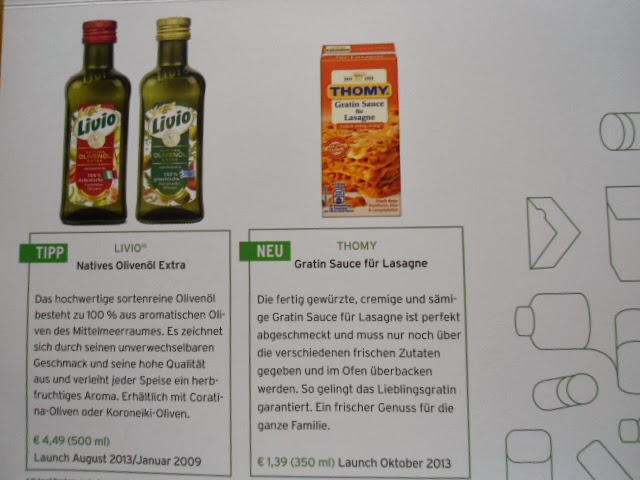 Livio
Livio
OLIVENÖL
OLIVENÖL
100%
100%
THOMY
Gratin Sauce
für
Lasagne
TIPP
LIVIO®
Natives Olivenöl Extra
Das hochwertige sortenreine Olivenöl
besteht zu 100 % aus aromatischen Oli-
ven des Mittelmeerraumes. Es zeichnet
sich durch seinen unverwechselbaren
Geschmack und seine hohe Qualität
aus und verleiht jeder Speise ein herb-
fruchtiges Aroma. Erhältlich mit Corati-
na-Oliven oder Koroneiki-Oliven.
€ 4,49 (500 ml)
Launch August 2013/Januar 2009
NEU
THOMY
Gratin Sauce für Lasagne
Die fertig gewürzte, cremige und sämi-
ge Gratin Sauce für Lasagne ist perfekt
abgeschmeckt und muss nur noch über
die verschiedenen frischen Zutaten
gegeben und im Ofen überbacken
werden. So gelingt das Lieblingsgratin
garantiert. Ein frischer Genuss für die
ganze Familie.
€ 1,39 (350 ml) Launch Oktober 2013